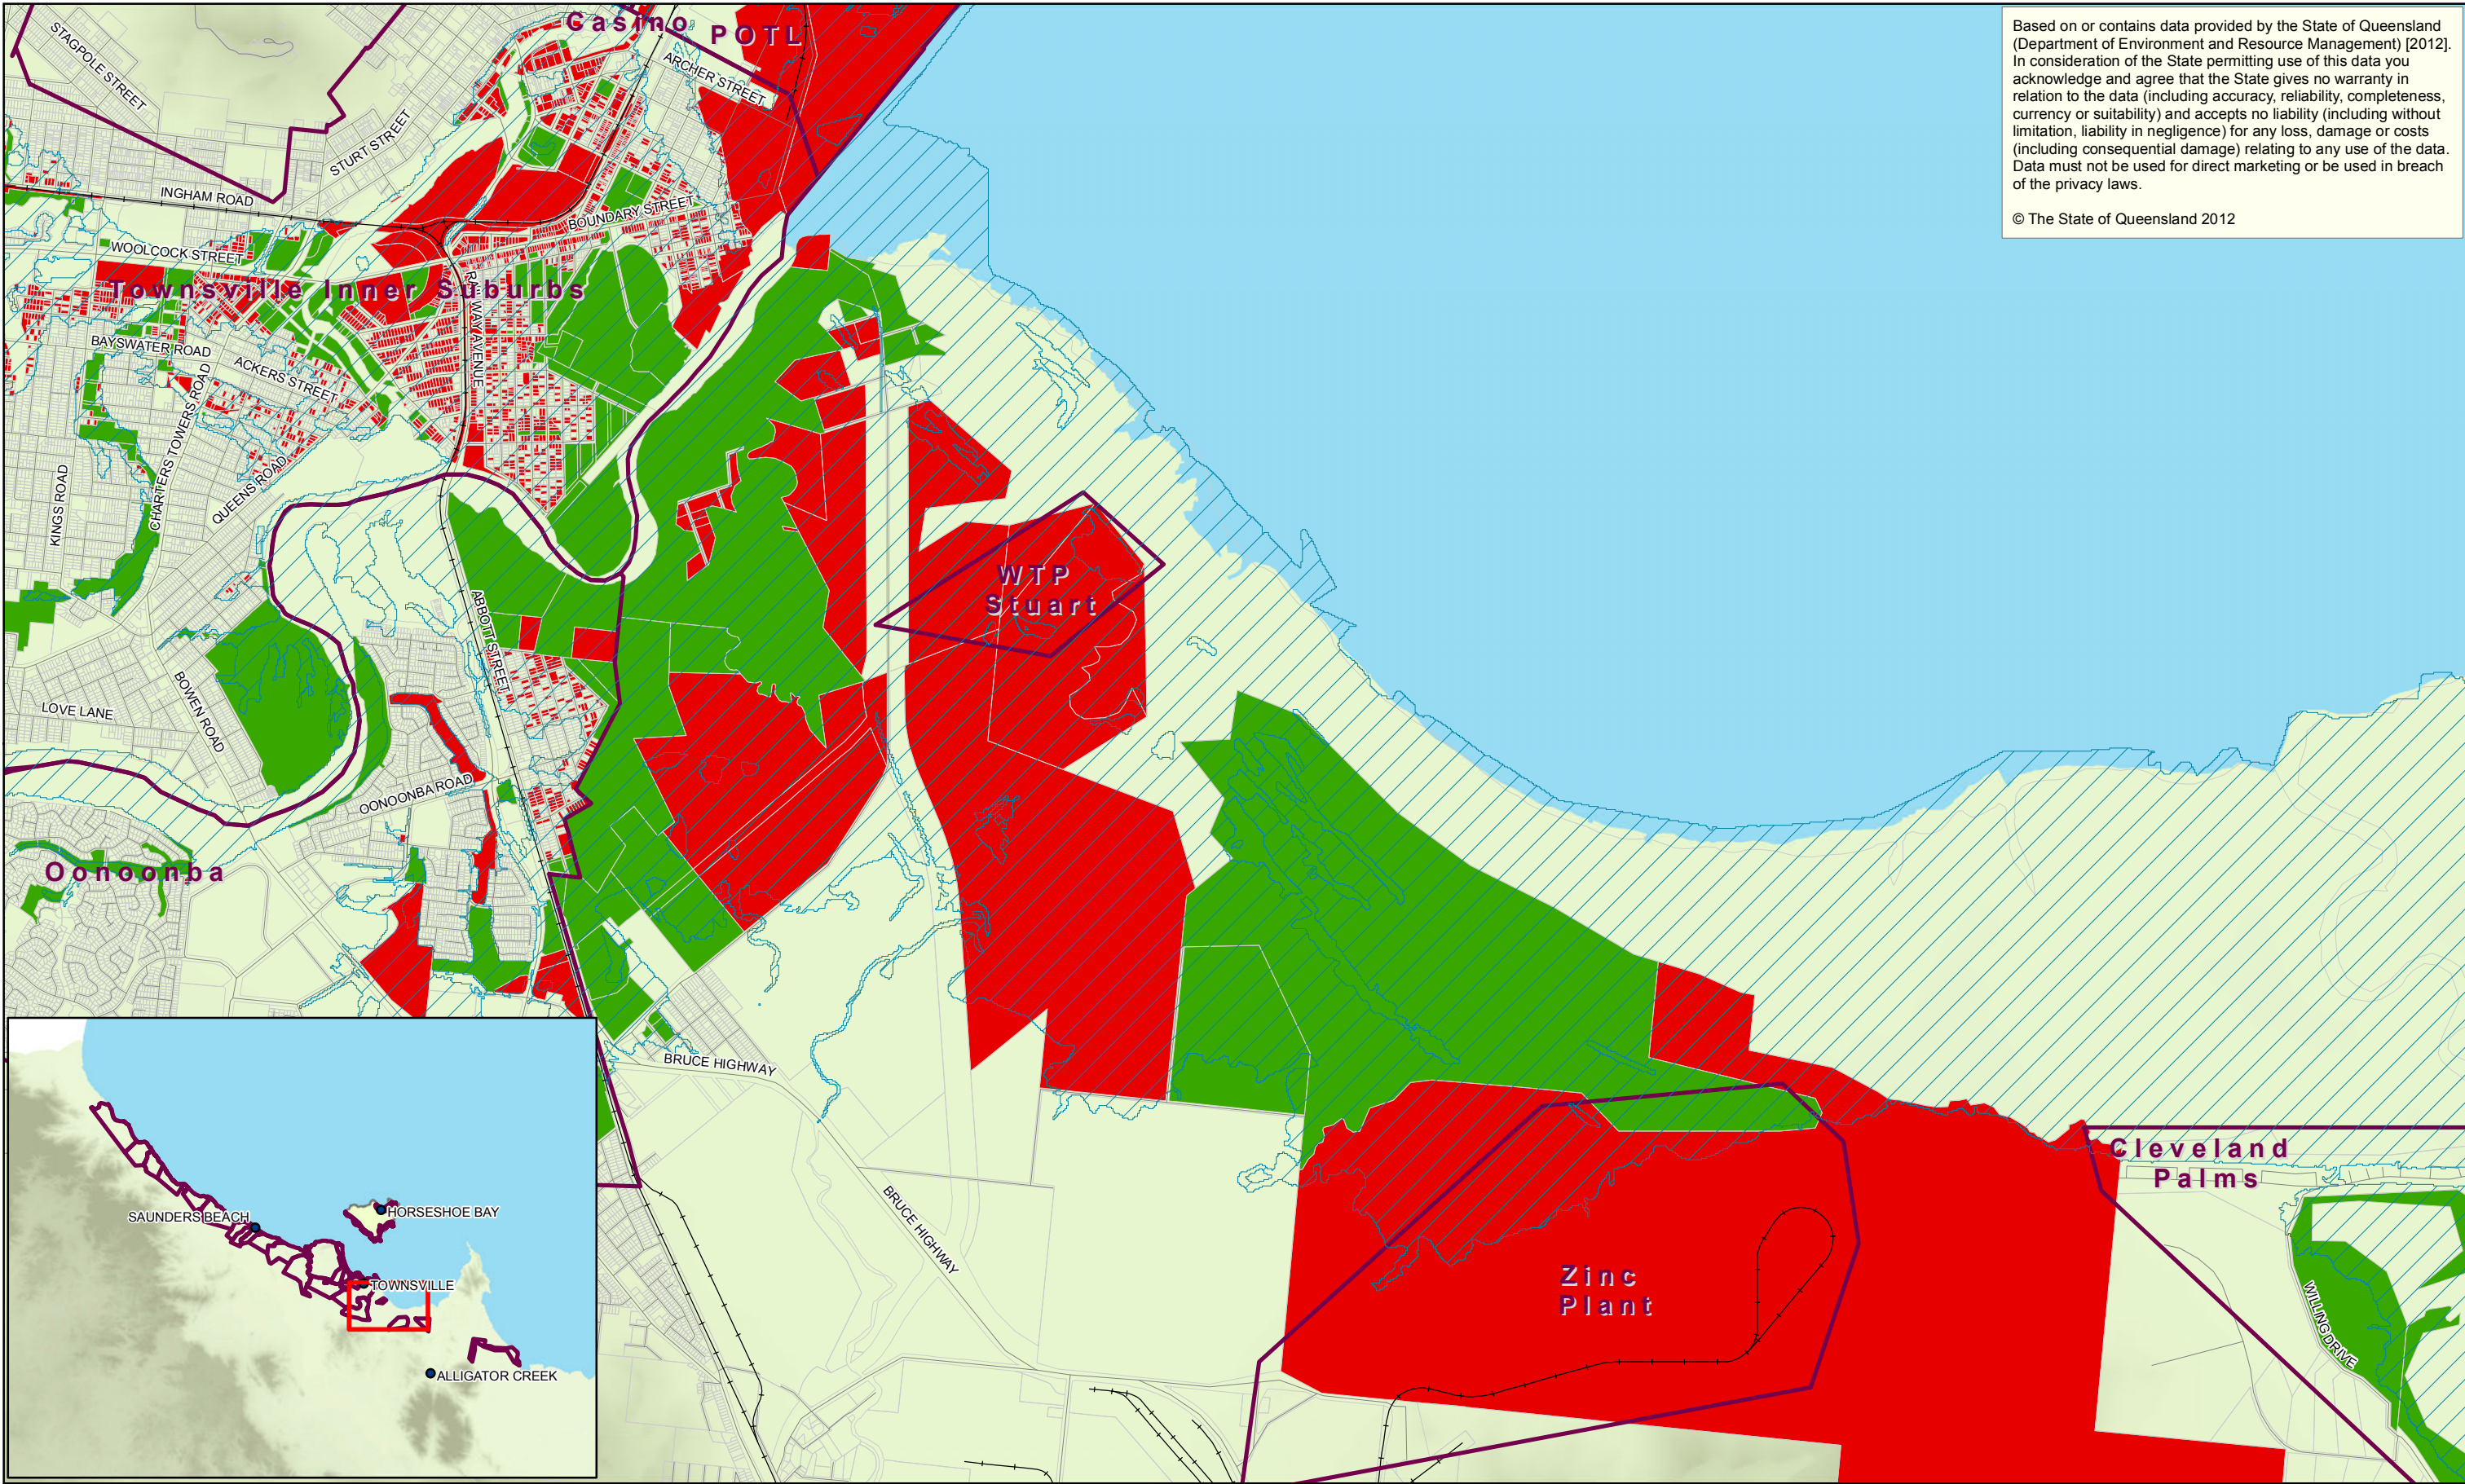 Casino
POTL
STAGPOLE STREET
ARCHER STREET
STURT STREET
INGHAM ROAD
BOUNDARY STREET
WOOLCOCK STREET
Townsville Inner Suburbs
RAILWAY AVENUE
BAYSWATER ROAD
ACKERS STREET
CHARTERS TOWERS ROAD
QUEENS ROAD
KINGS ROAD
ABBOTT STREET
WTP
Stuart
BOWEN ROAD
LOVE LANE
OONOONBA ROAD
Oonoonba
BRUCE HIGHWAY
BRUCE HIGHWAY
Cleveland
Palms
Zinc
Plant
WILLING DRIVE
SAUNDERS BEACH
HORSESHOE BAY
TOWNSVILLE
ALLIGATOR CREEK
Based on or contains data provided by the State of Queensland
(Department of Environment and Resource Management) [2012].
In consideration of the State permitting use of this data you
acknowledge and agree that the State gives no warranty in
relation to the data (including accuracy, reliability, completeness,
currency or suitability) and accepts no liability (including without
limitation, liability in negligence) for any loss, damage or costs
(including consequential damage) relating to any use of the data.
Data must not be used for direct marketing or be used in breach
of the privacy laws.
© The State of Queensland 2012